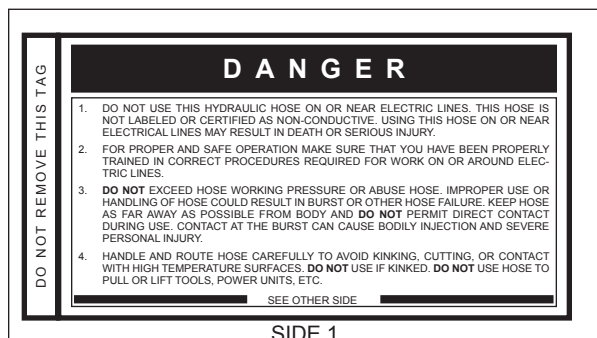 DO NOT REMOVE THIS TAG
DANGER
1. DO NOT USE THIS HYDRAULIC HOSE ON OR NEAR ELECTRIC LINES. THIS HOSE IS
NOT LABELED OR CERTIFIED AS NON-CONDUCTIVE. USING THIS HOSE ON OR NEAR
ELECTRICAL LINES MAY RESULT IN DEATH OR SERIOUS INJURY.
2. FOR PROPER AND SAFE OPERATION MAKE SURE THAT YOU HAVE BEEN PROPERLY
TRAINED IN CORRECT PROCEDURES REQUIRED FOR WORK ON OR AROUND ELEC-
TRIC LINES.
3. DO NOT EXCEED HOSE WORKING PRESSURE OR ABUSE HOSE. IMPROPER USE OR
HANDLING OF HOSE COULD RESULT IN BURST OR OTHER HOSE FAILURE. KEEP HOSE
AS FAR AWAY AS POSSIBLE FROM BODY AND DO NOT PERMIT DIRECT CONTACT
DURING USE. CONTACT AT THE BURST CAN CAUSE BODILY INJECTION AND SEVERE
PERSONAL INJURY.
4. HANDLE AND ROUTE HOSE CAREFULLY TO AVOID KINKING, CUTTING, OR CONTACT
WITH HIGH TEMPERATURE SURFACES. DO NOT USE IF KINKED. DO NOT USE HOSE TO
PULL OR LIFT TOOLS, POWER UNITS, ETC.
SEE OTHER SIDE
SIDE 1